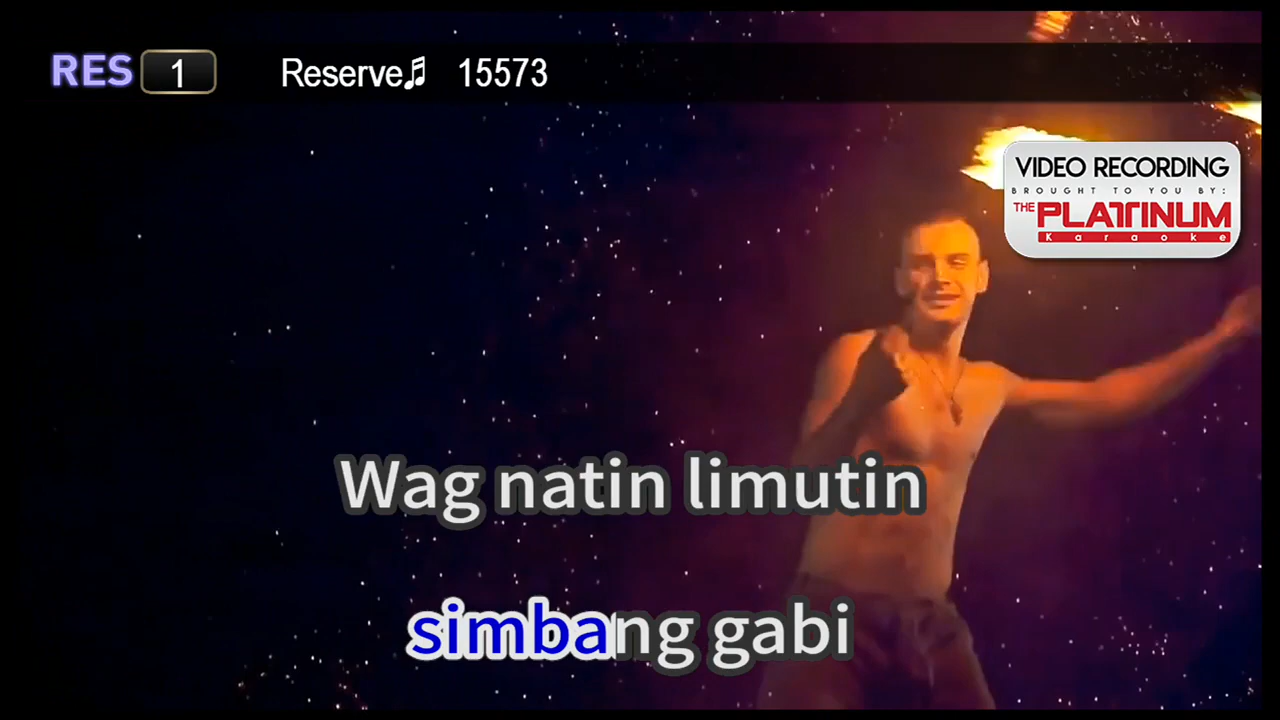 RES 1 Reserve♫ 15573
VIDEO RECORDING
BROUGHT TO YOU BY:
THE PLATINUM
Karaoke
Wag natin limutin
simbang gabi